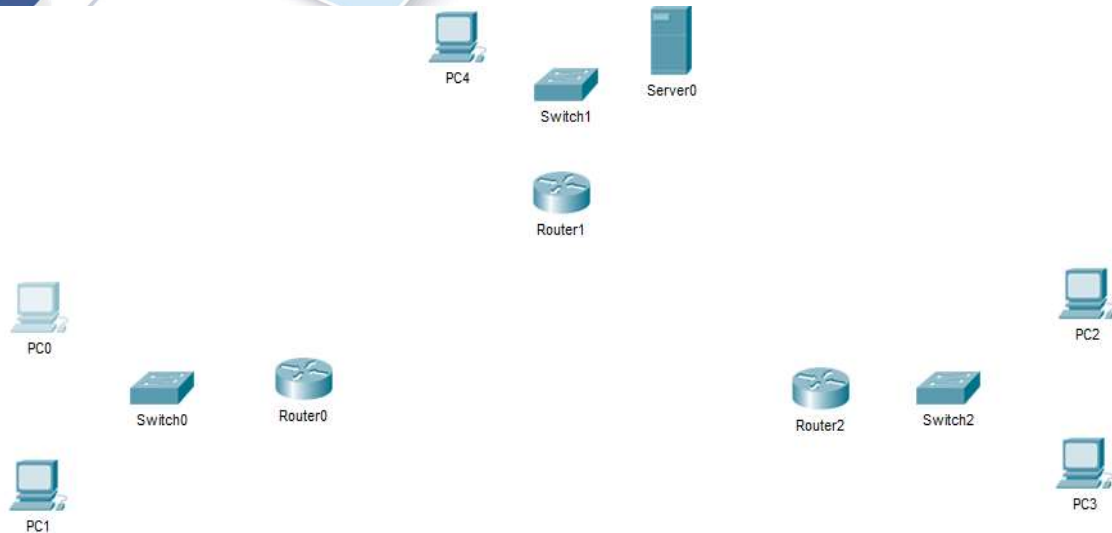 PC4
Server0
Switch1
Router1
PC0
PC2
Switch0
Router0
Router2
Switch2
PC1
PC3